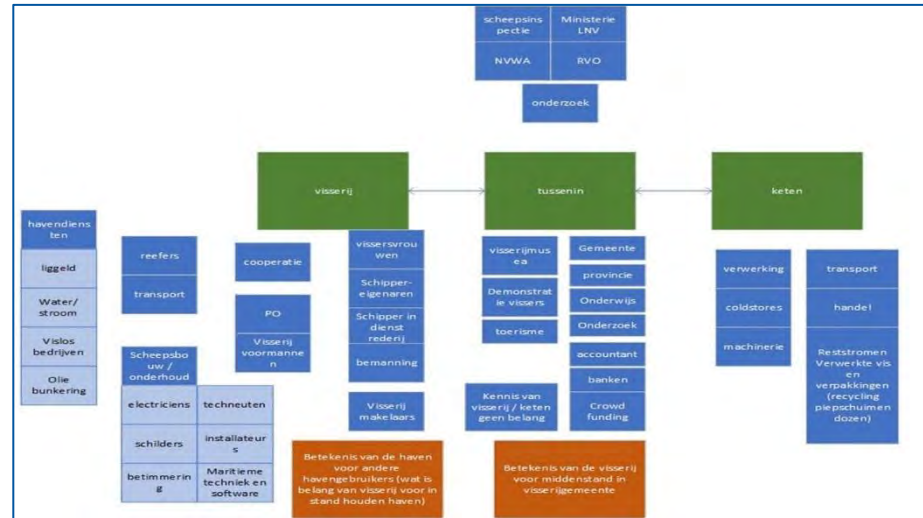 scheepsins
pectie
Ministerie
LNV
NVWA
RVO
onderzoek
visserij
tussenin
keten
havendiens
ten
liggeld
Water/
stroom
Vislos
bedrijven
Olie
bunkering
reefers
transport
Scheepsbo
uw /
onderhoud
electriciens
techneuten
schilders
installateur
s
betimmerin
g
Maritieme
techniek en
software
cooperatie
PO
Visserij
voormanne
n
vissersvrou
wen
Schipper-
eigenaren
Schipper in
dienst
rederij
bemanning
Visserij
makelaars
Betekenis van de haven
voor andere
havengebruikers (wat is
belang van visserij voor in
stand houden haven)
visserijmus
ea
Demonstrat
ie vissers
toerisme
Kennis van
visserij / keten
geen belang
Gemeente
provincie
Onderwijs
Onderzoek
accountant
banken
Crowd
funding
Betekenis van de visserij
voor middenstand in
visserijgemeente
verwerking
coldstores
machinerie
transport
handel
Reststromen
Verwerkte vis
en
verpakkingen
(recycling
piepschuimen
dozen)